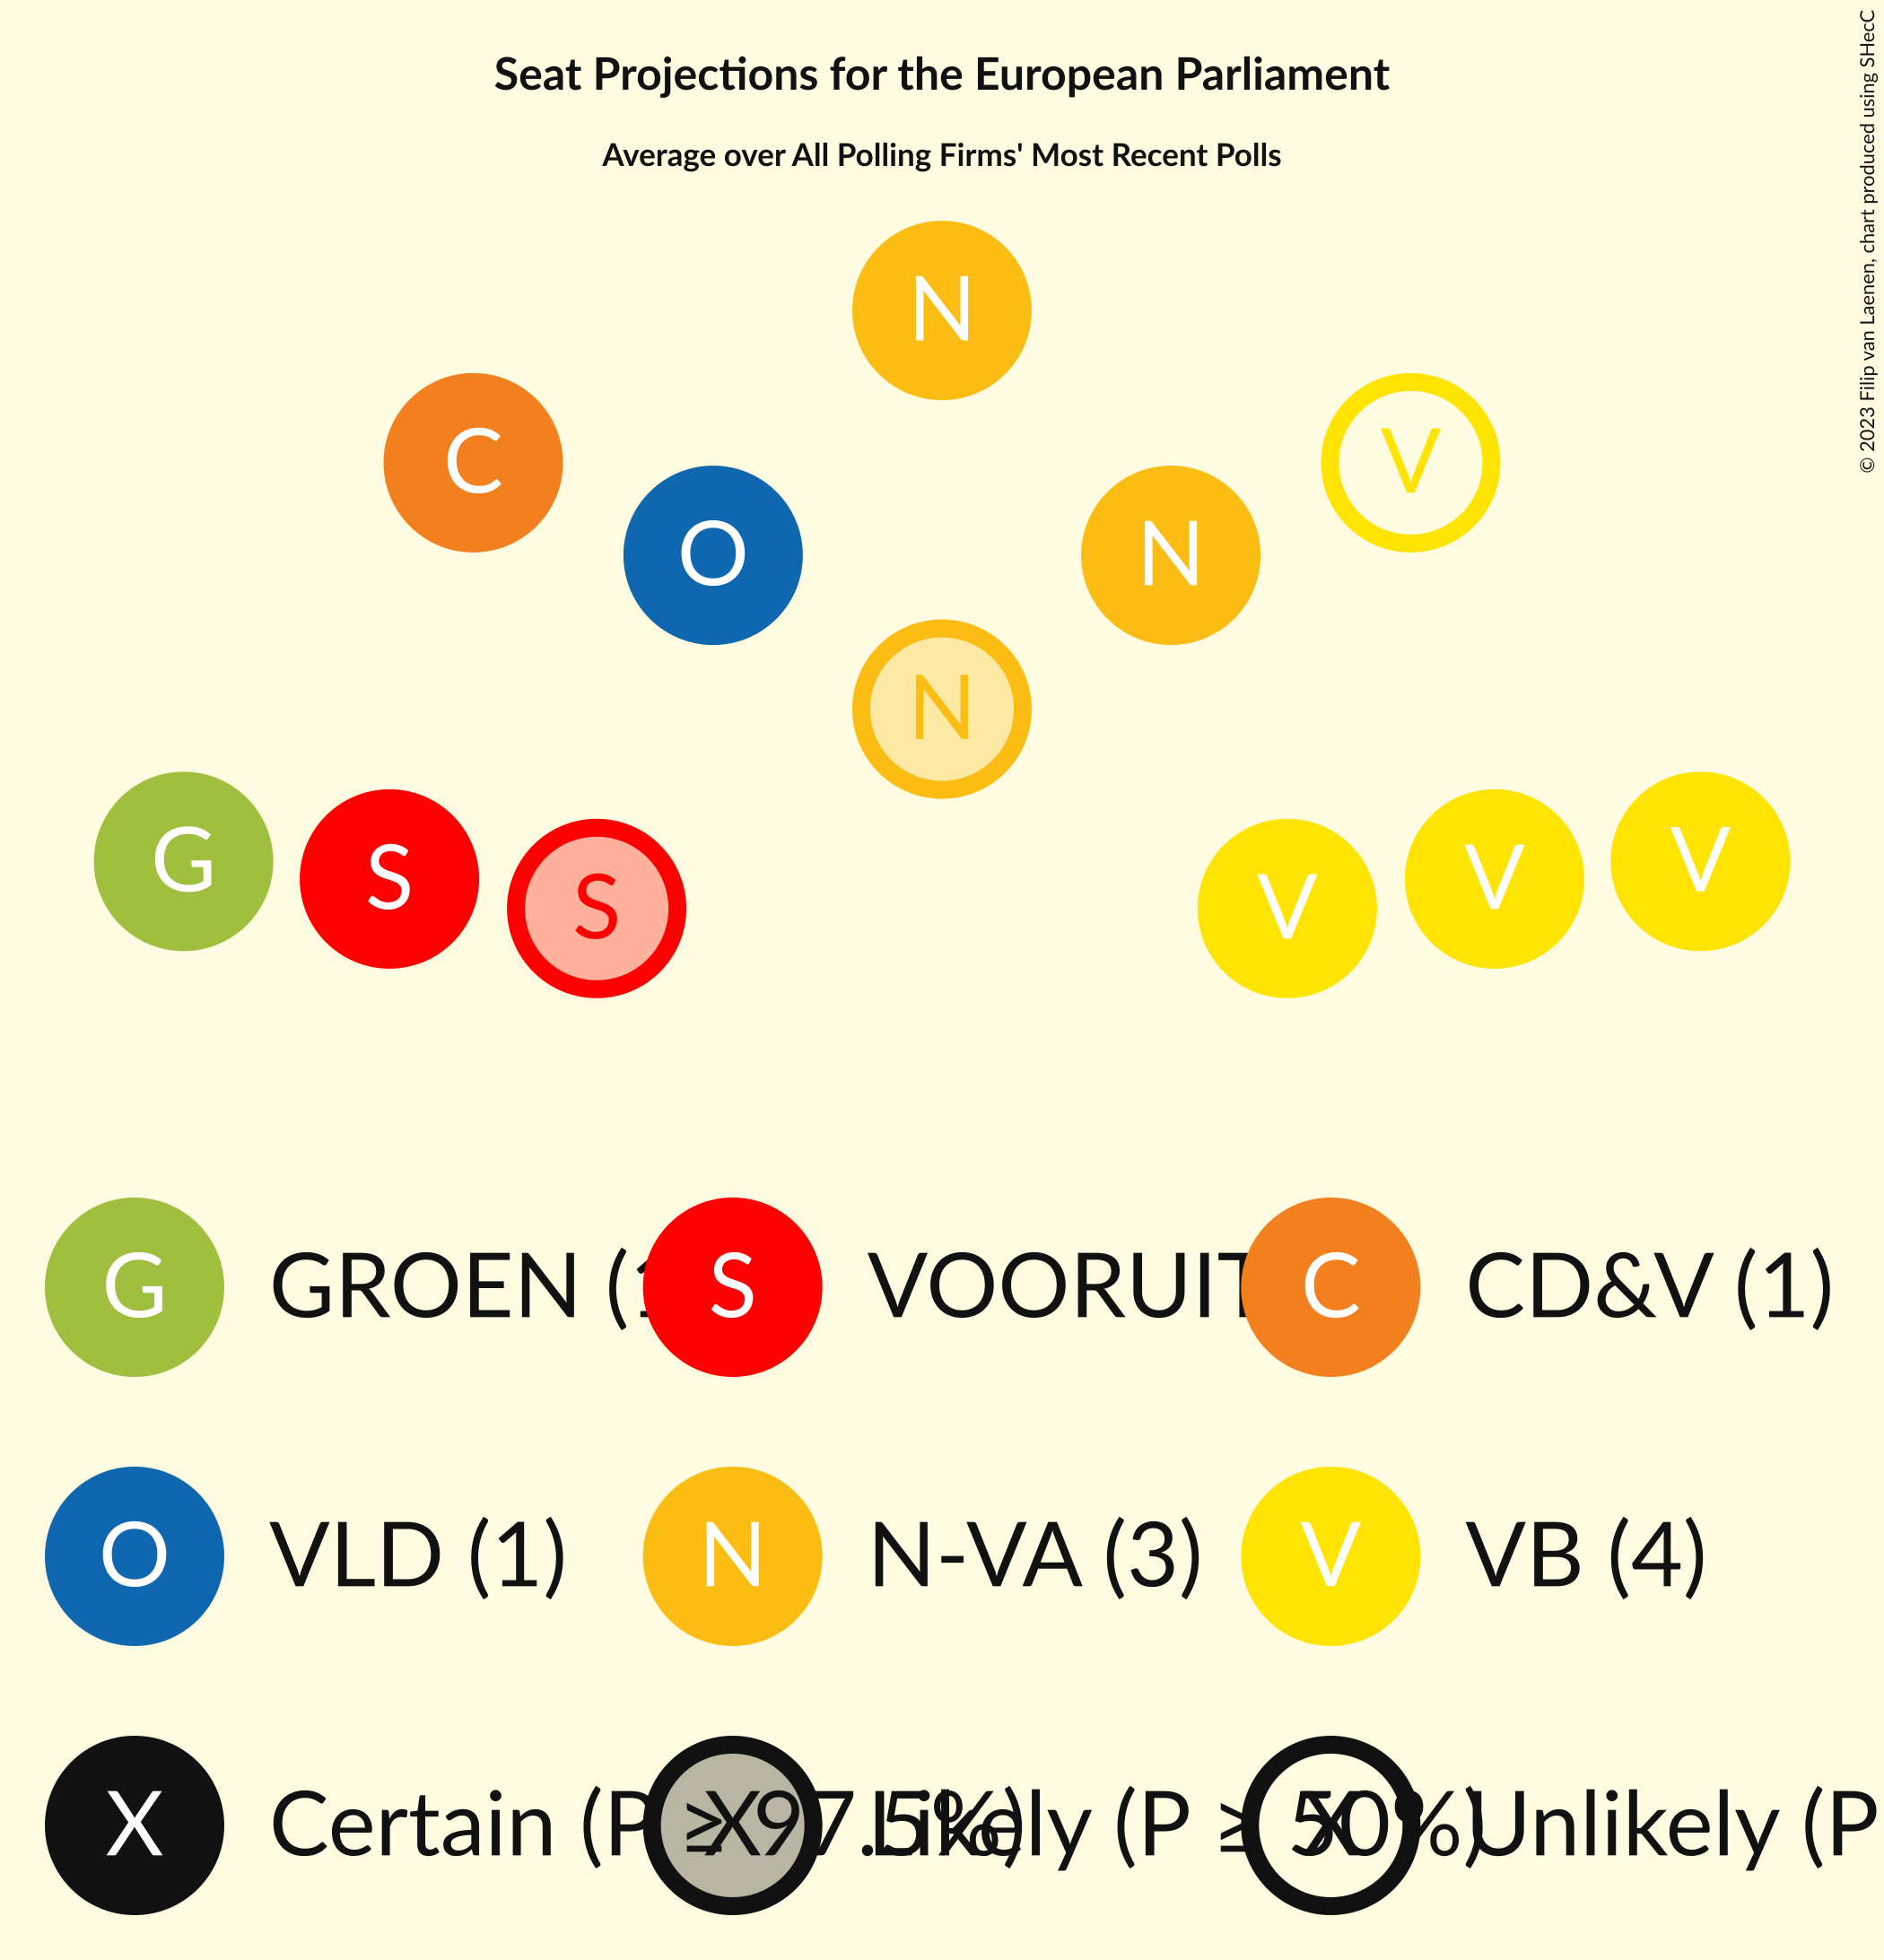 Seat Projections for the European Parliament
Average over All Polling Firms' Most Recent Polls
© 2023 Filip van Laenen, chart produced using SHecC
N
C
V
O
N
N
G
S
S
V
V
V
G GROEN (1
S VOORUIT
C CD&V (1)
O VLD (1)
N N-VA (3)
V VB (4)
X Certain (P ≥ 97.5%)
X Likely (P ≥ 50%)
X Unlikely (P